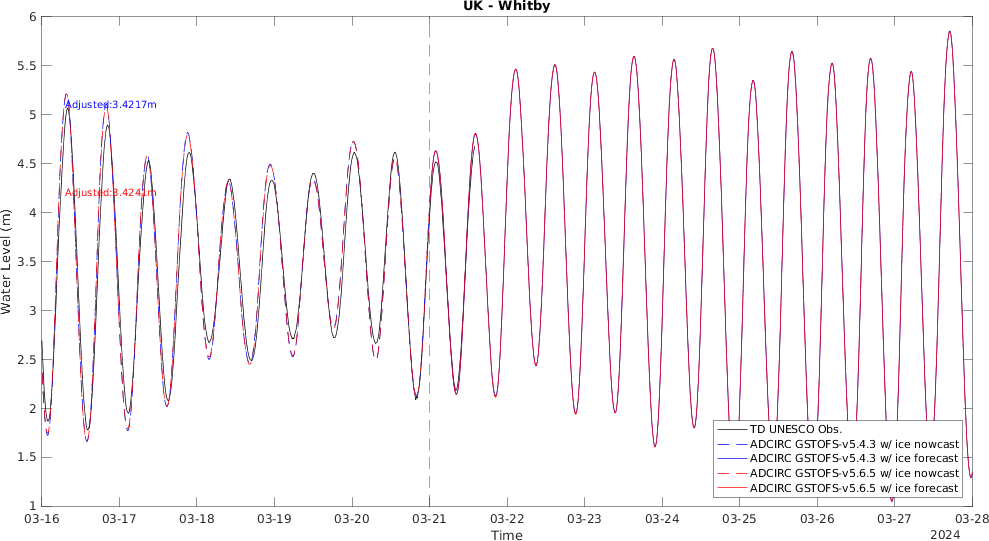 UK - Whitby
6
5.5
5
4.5
4
3.5
3
2.5
2
1.5
1
Water Level (m)
Adjusted:3.4217m
Adjusted:3.4241m
TD UNESCO Obs.
ADCIRC GSTOFS-v5.4.3 w/ ice nowcast
ADCIRC GSTOFS-v5.4.3 w/ ice forecast
ADCIRC GSTOFS-v5.6.5 w/ ice nowcast
ADCIRC GSTOFS-v5.6.5 w/ ice forecast
03-16 03-17 03-18 03-19 03-20 03-21 03-22 03-23 03-24 03-25 03-26 03-27 03-28
Time
2024